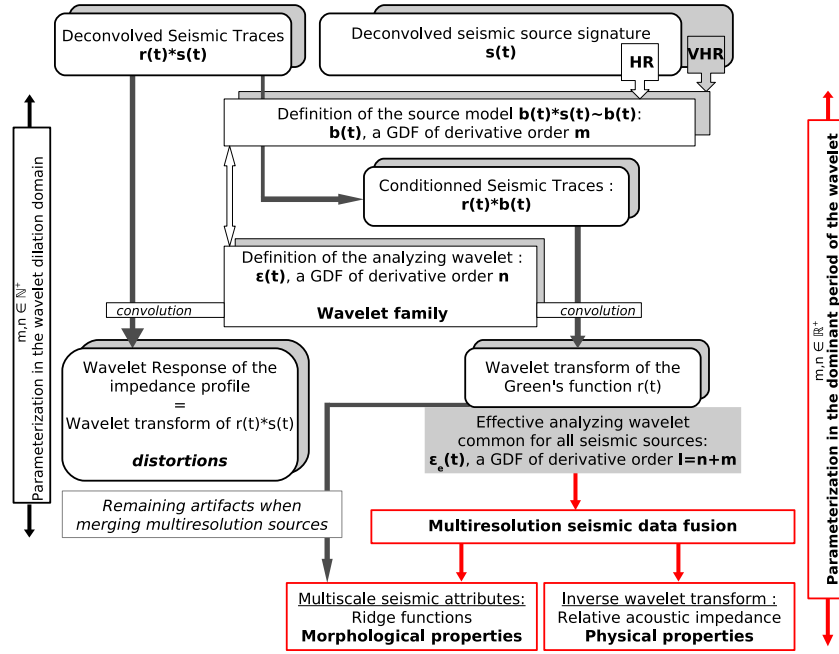 Deconvolved Seismic Traces
r(t)*s(t)
Deconvolved seismic source signature
s(t)
HR
VHR
Definition of the source model b(t)*s(t)~b(t):
b(t), a GDF of derivative order m
Conditionned Seismic Traces :
r(t)*b(t)
Definition of the analyzing wavelet :
ε(t), a GDF of derivative order n
Wavelet family
convolution
convolution
Wavelet Response of the
impedance profile
=
Wavelet transform of r(t)*s(t)
distortions
Wavelet transform of the
Green's function r(t)
Effective analyzing wavelet
common for all seismic sources:
εe(t), a GDF of derivative order l=n+m
Remaining artifacts when
merging multiresolution sources
Multiresolution seismic data fusion
Multiscale seismic attributes:
Ridge functions
Morphological properties
Inverse wavelet transform :
Relative acoustic impedance
Physical properties
m,n ∈ ℕ⁺
Parameterization in the wavelet dilation domain
m,n ∈ ℝ⁺
Parameterization in the dominant period of the wavelet